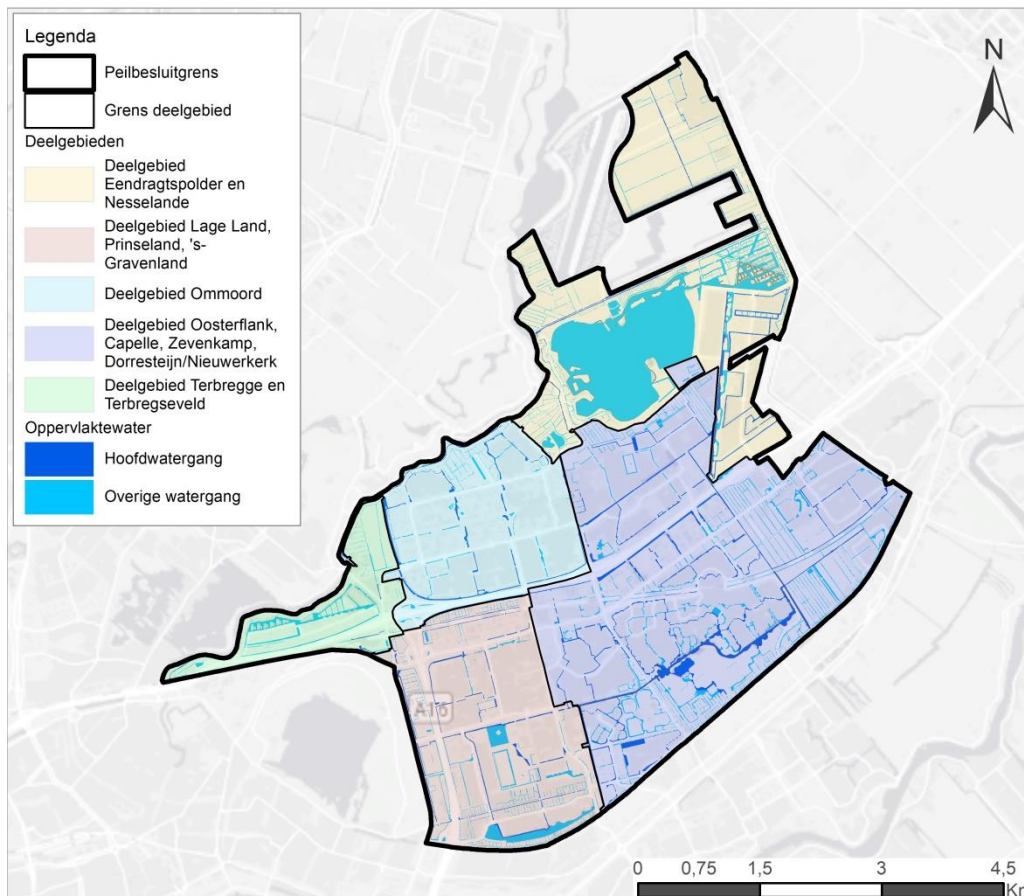 Legenda
Peilbesluitgrens
Grens deelgebied
Deelgebieden
Deelgebied
Eendragtspolder en
Nesselande
Deelgebied Lage Land,
Prinseland, 's-
Gravenland
Deelgebied Ommoord
Deelgebied Oosterflank,
Capelle, Zevenkamp,
Dorresteijn/Nieuwerkerk
Deelgebied Terbregge en
Terbregseveld
Oppervlaktewater
Hoofdwatergang
Overige watergang
N
A16
0 0,75 1,5 3 4,5
Km